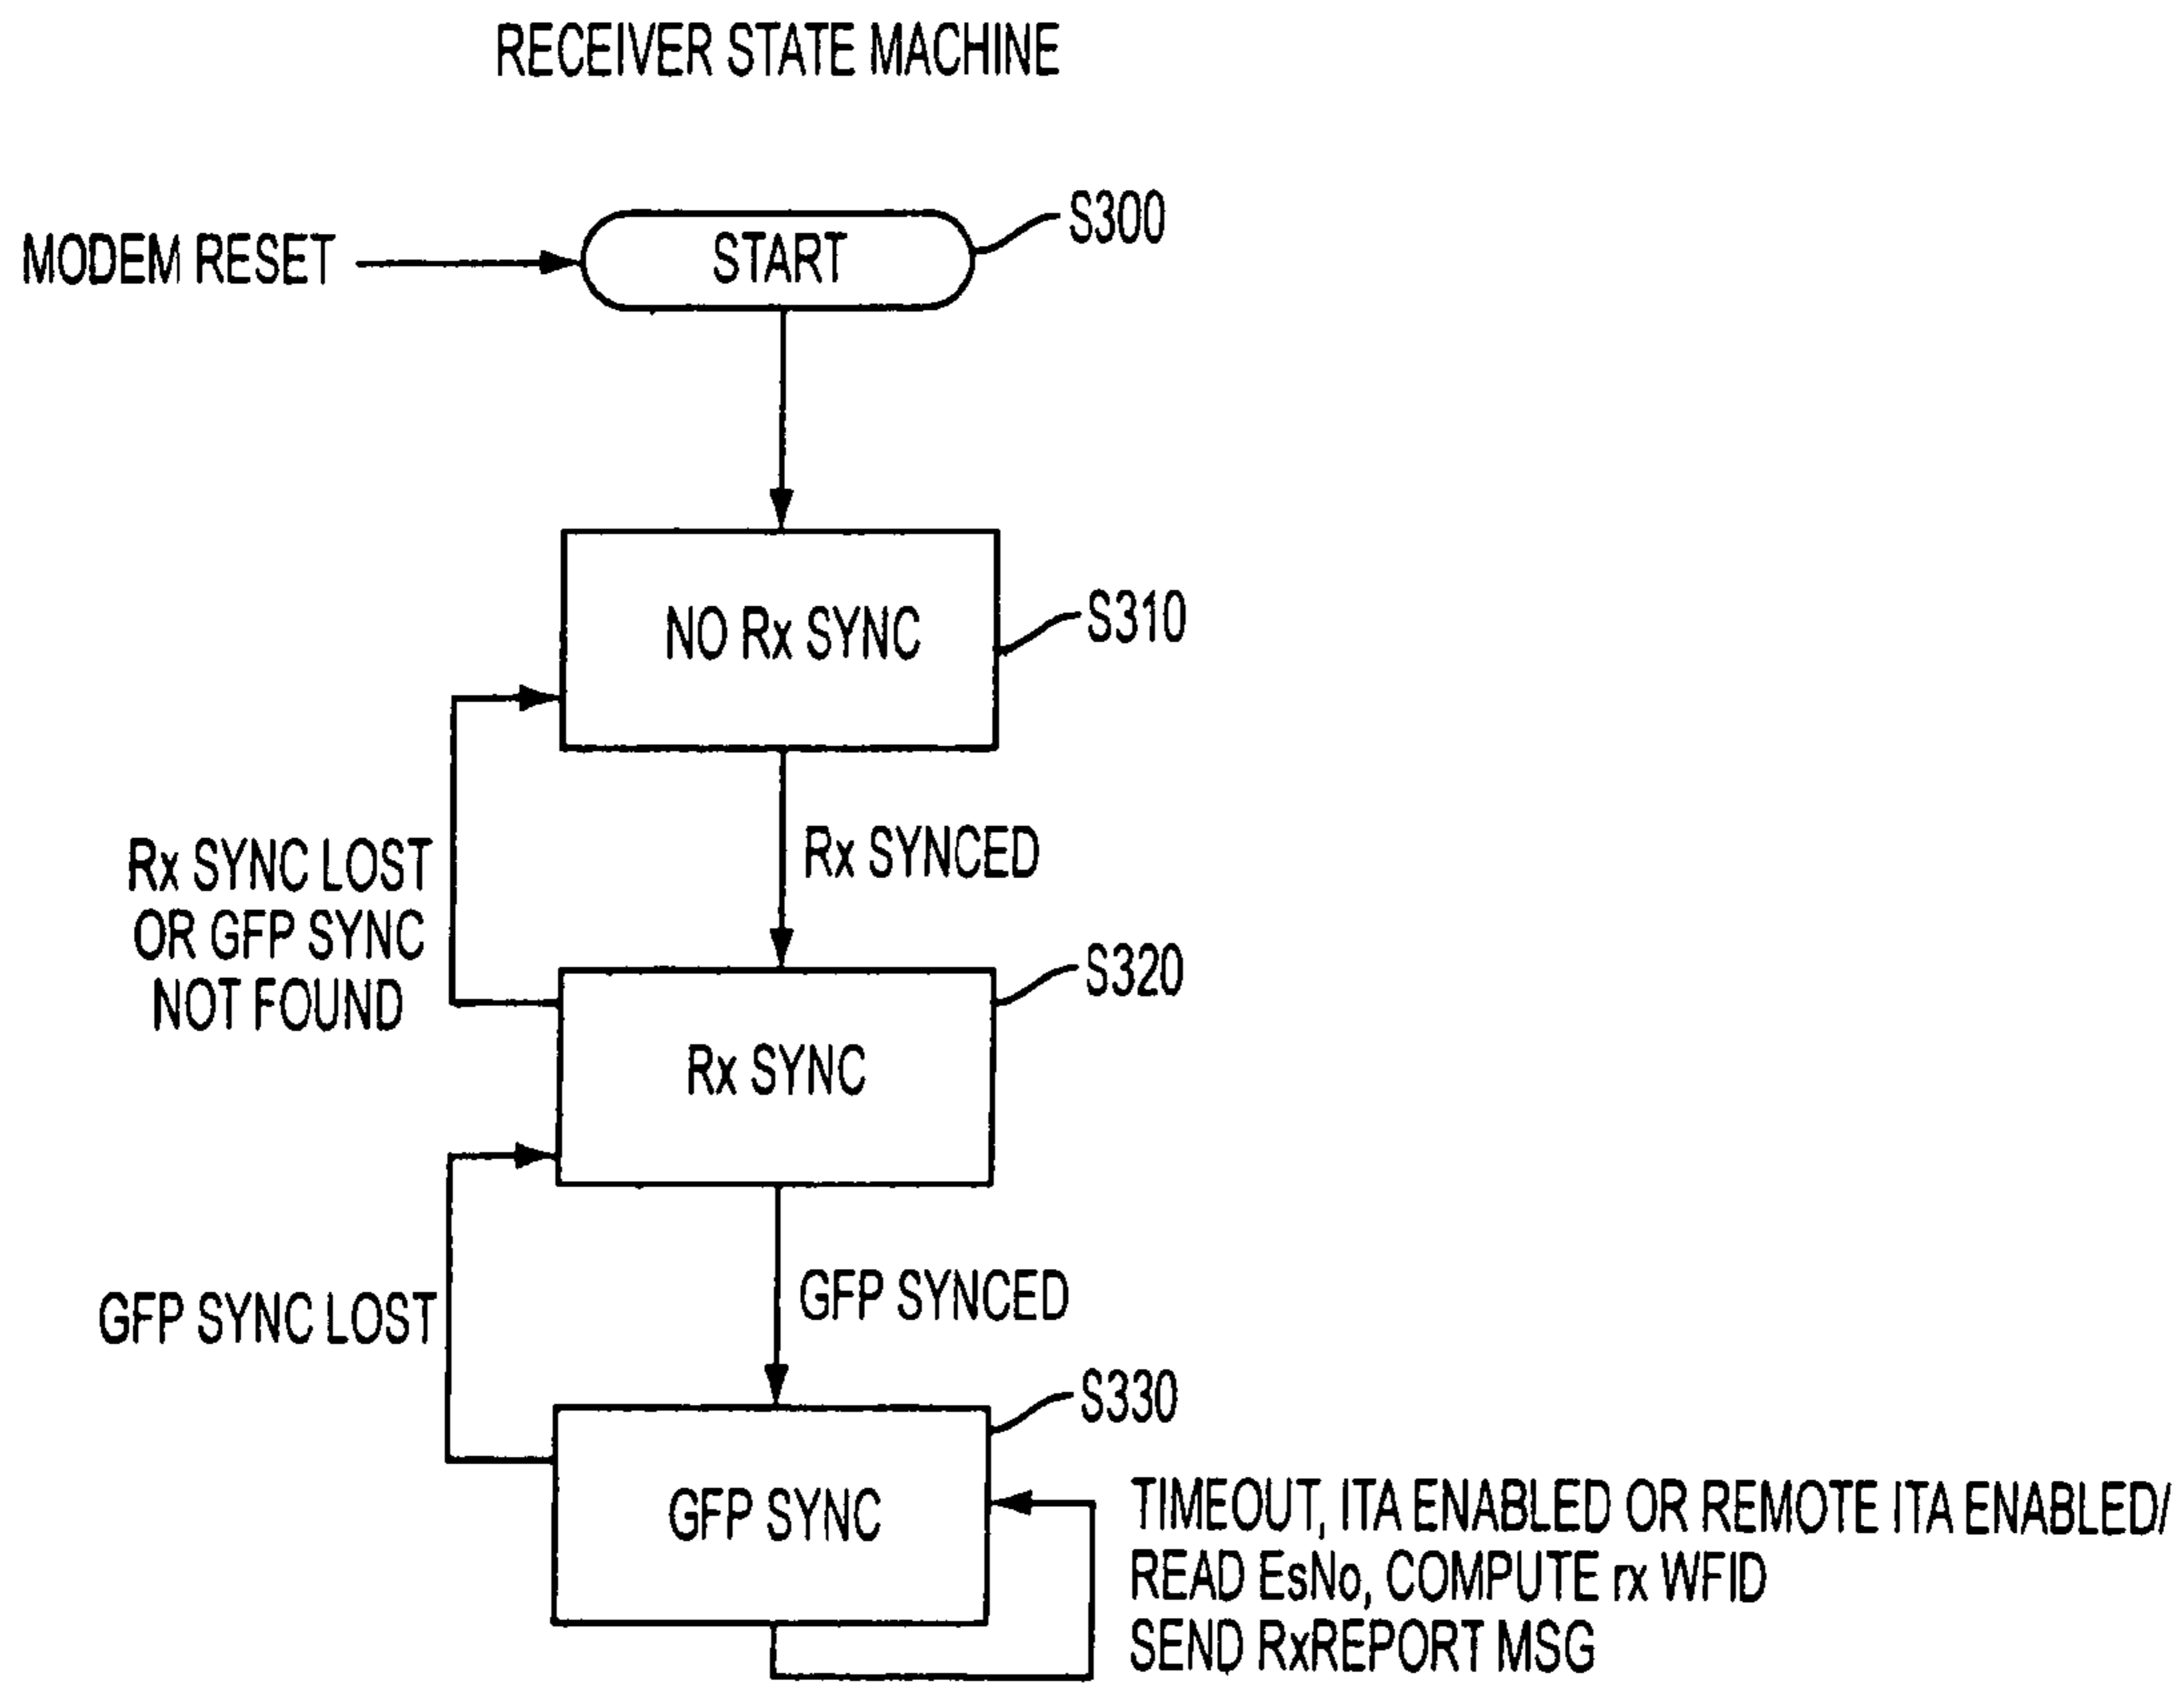 RECEIVER STATE MACHINE
S300
MODEM RESET
START
NO Rx SYNC
S310
Rx SYNCED
Rx SYNC LOST
OR GFP SYNC
NOT FOUND
S320
Rx SYNC
GFP SYNCED
GFP SYNC LOST
S330
GFP SYNC
TIMEOUT, ITA ENABLED OR REMOTE ITA ENABLED/
READ EsNo, COMPUTE rx WFID
SEND RxREPORT MSG